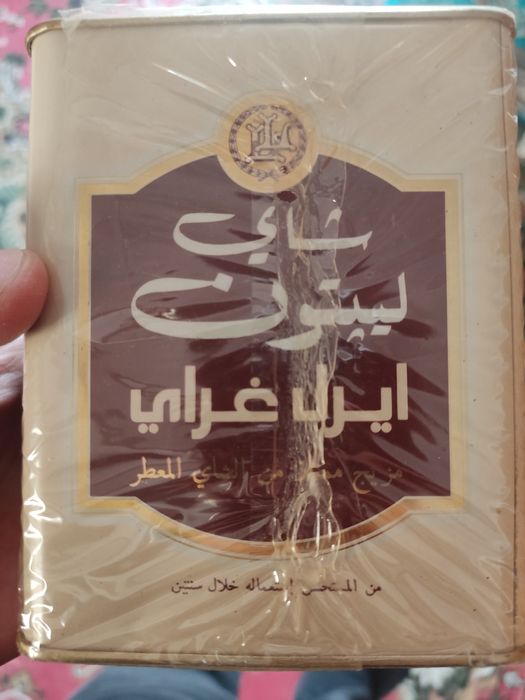 شاي
ليبتون
ايرل غراي
مزيج من الشاي المعطر
من المستحسن استعماله خلال سنتين